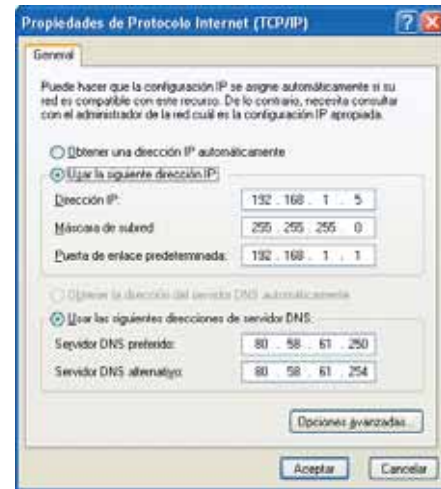 Propiedades de Protocolo Internet (TCP/IP)
General
Puede hacer que la configuración IP se asigne automáticamente si su
red es compatible con este recurso. De lo contrario, necesita consultar
con el administrador de la red cuál es la configuración IP apropiada.
Obtener una dirección IP automáticamente
Usar la siguiente dirección IP:
Dirección IP: 192 . 168 . 1 . 5
Máscara de subred 255 . 255 . 255 . 0
Puerta de enlace predeterminada: 192 . 168 . 1 . 1
Obtener la dirección del servidor DNS automáticamente
Usar las siguientes direcciones de servidor DNS:
Servidor DNS preferido: 80 . 58 . 61 . 250
Servidor DNS alternativo: 80 . 58 . 61 . 254
Opciones avanzadas...
Aceptar
Cancelar